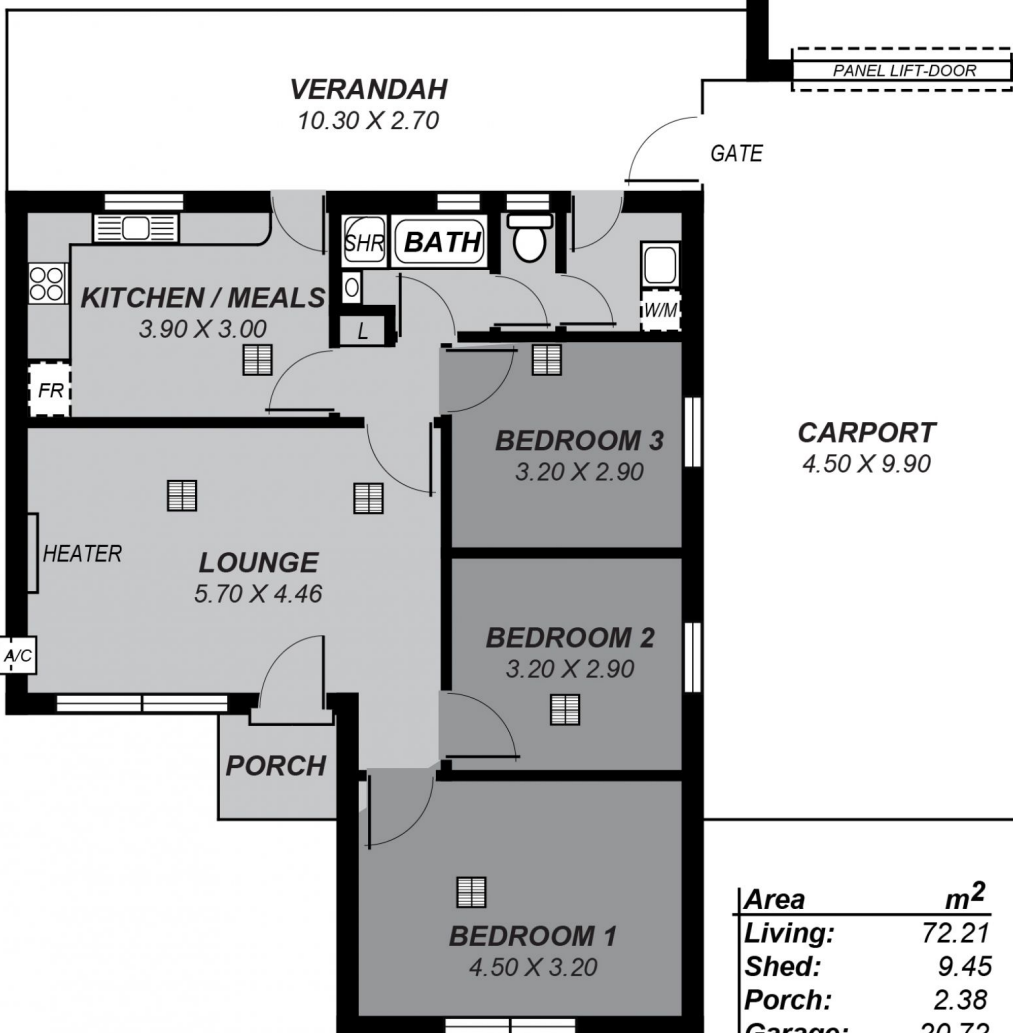 VERANDAH
10.30 X 2.70
PANEL LIFT-DOOR
GATE
SHR
BATH
KITCHEN / MEALS
3.90 X 3.00
L
W/M
FR
BEDROOM 3
3.20 X 2.90
CARPORT
4.50 X 9.90
HEATER
LOUNGE
5.70 X 4.46
A/C
BEDROOM 2
3.20 X 2.90
PORCH
BEDROOM 1
4.50 X 3.20
Area m²
Living: 72.21
Shed: 9.45
Porch: 2.38
Garage: 20.72